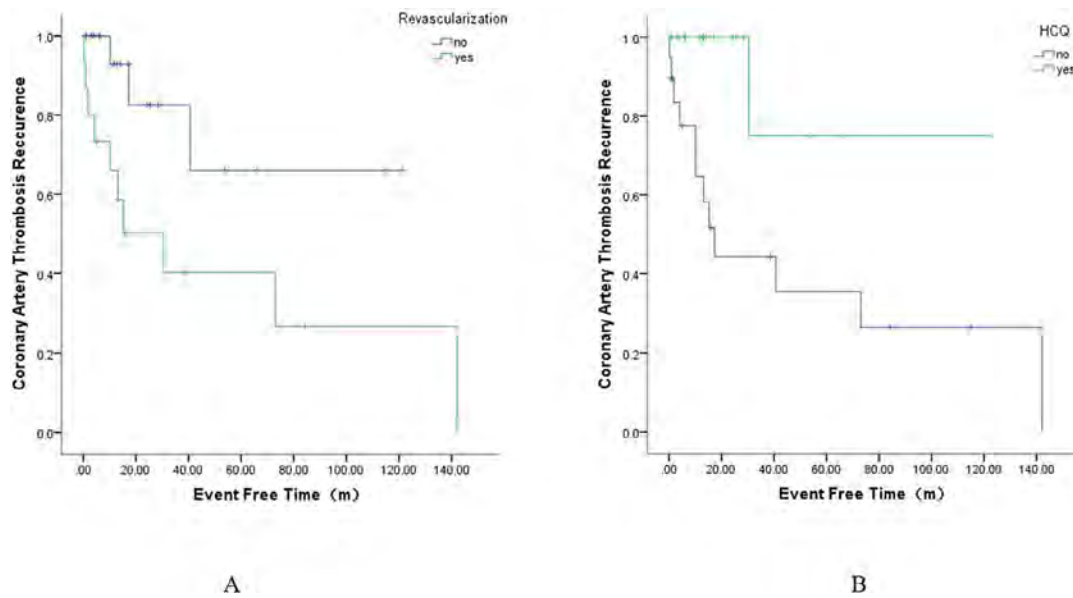 Revascularization
no
yes
Coronary Artery Thrombosis Reccurence
1.0
0.8
0.6
0.4
0.2
0.0
.00 20.00 40.00 60.00 80.00 100.00 120.00 140.00
Event Free Time (m)
A
HCQ
no
yes
Coronary Artery Thrombosis Recurrence
1.0
0.8
0.6
0.4
0.2
0.0
.00 20.00 40.00 60.00 80.00 100.00 120.00 140.00
Event Free Time (m)
B